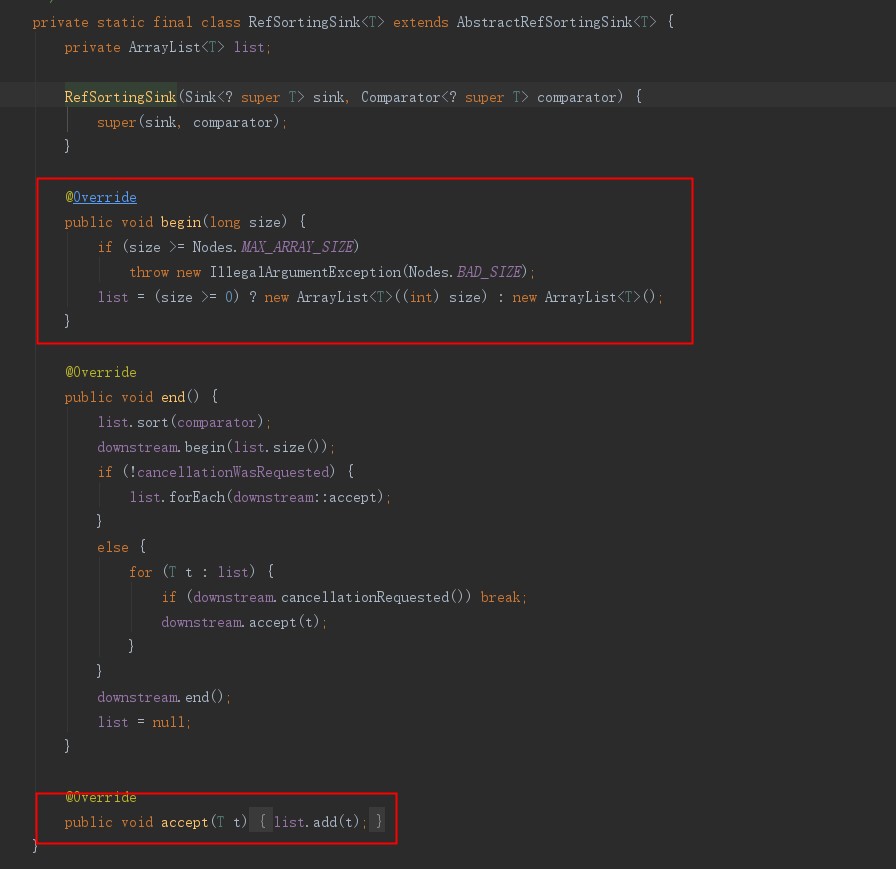 private static final class RefSortingSink<T> extends AbstractRefSortingSink<T> {
private ArrayList<T> list;
RefSortingSink(Sink<? super T> sink, Comparator<? super T> comparator) {
super(sink, comparator);
}
@Override
public void begin(long size) {
if (size >= Nodes.MAX_ARRAY_SIZE)
throw new IllegalArgumentException(Nodes.BAD_SIZE);
list = (size >= 0) ? new ArrayList<T>((int) size) : new ArrayList<T>();
}
@Override
public void end() {
list.sort(comparator);
downstream.begin(list.size());
if (!cancellationWasRequested) {
list.forEach(downstream::accept);
}
else {
for (T t : list) {
if (downstream.cancellationRequested()) break;
downstream.accept(t);
}
}
downstream.end();
list = null;
}
@Override
public void accept(T t) { list.add(t); }
}